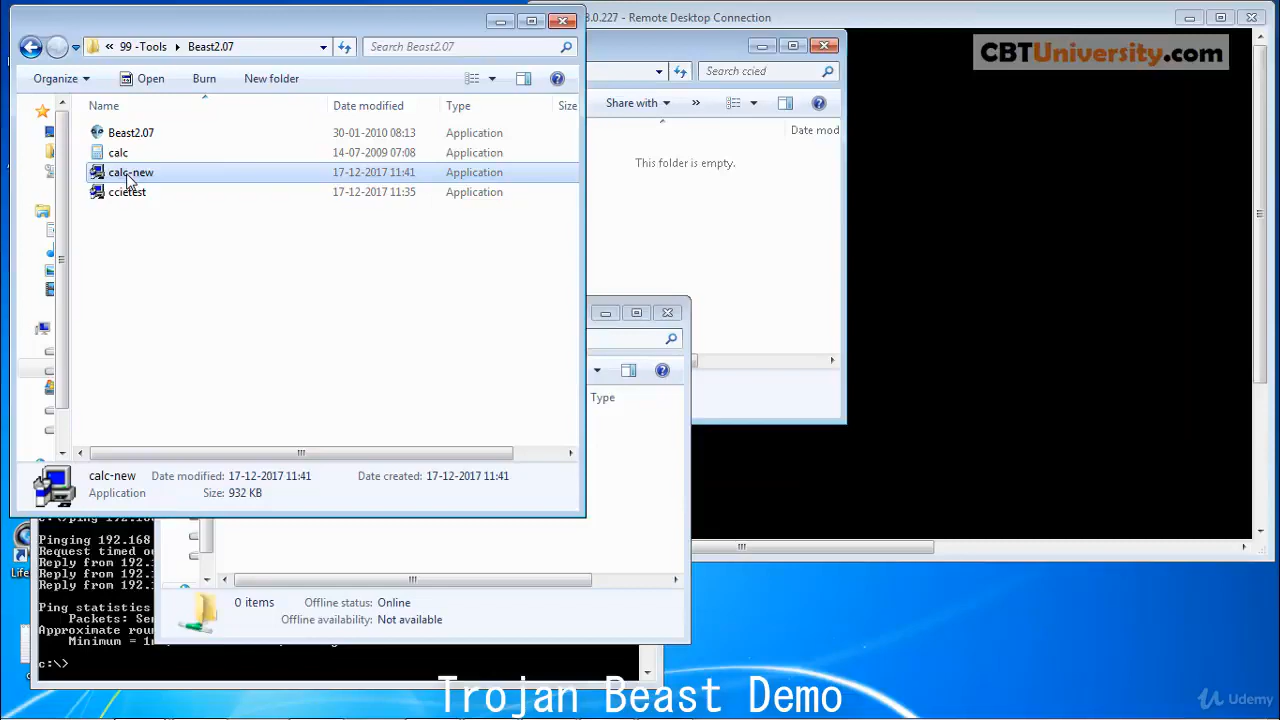 3.0.227 - Remote Desktop Connection
CBTUniversity.com
« 99 -Tools ▸ Beast2.07
Search Beast2.07
Search ccied
Organize
Open
Burn
New folder
Share with
»
Name
Date modified
Type
Size
Date mod
Beast2.07
30-01-2010 08:13
Application
calc
14-07-2009 07:08
Application
calc-new
17-12-2017 11:41
Application
ccietest
17-12-2017 11:35
Application
This folder is empty.
Type
calc-new
Date modified: 17-12-2017 11:41
Date created: 17-12-2017 11:41
Application
Size: 932 KB
Pinging 192.168
Request timed
Reply from 192.
Reply from 192.
Reply from 192.
Ping statistics
Packets: Se
Approximate rou
Minimum = 1m
c:\>
0 items
Offline status: Online
Offline availability: Not available
Trojan Beast Demo
Udemy